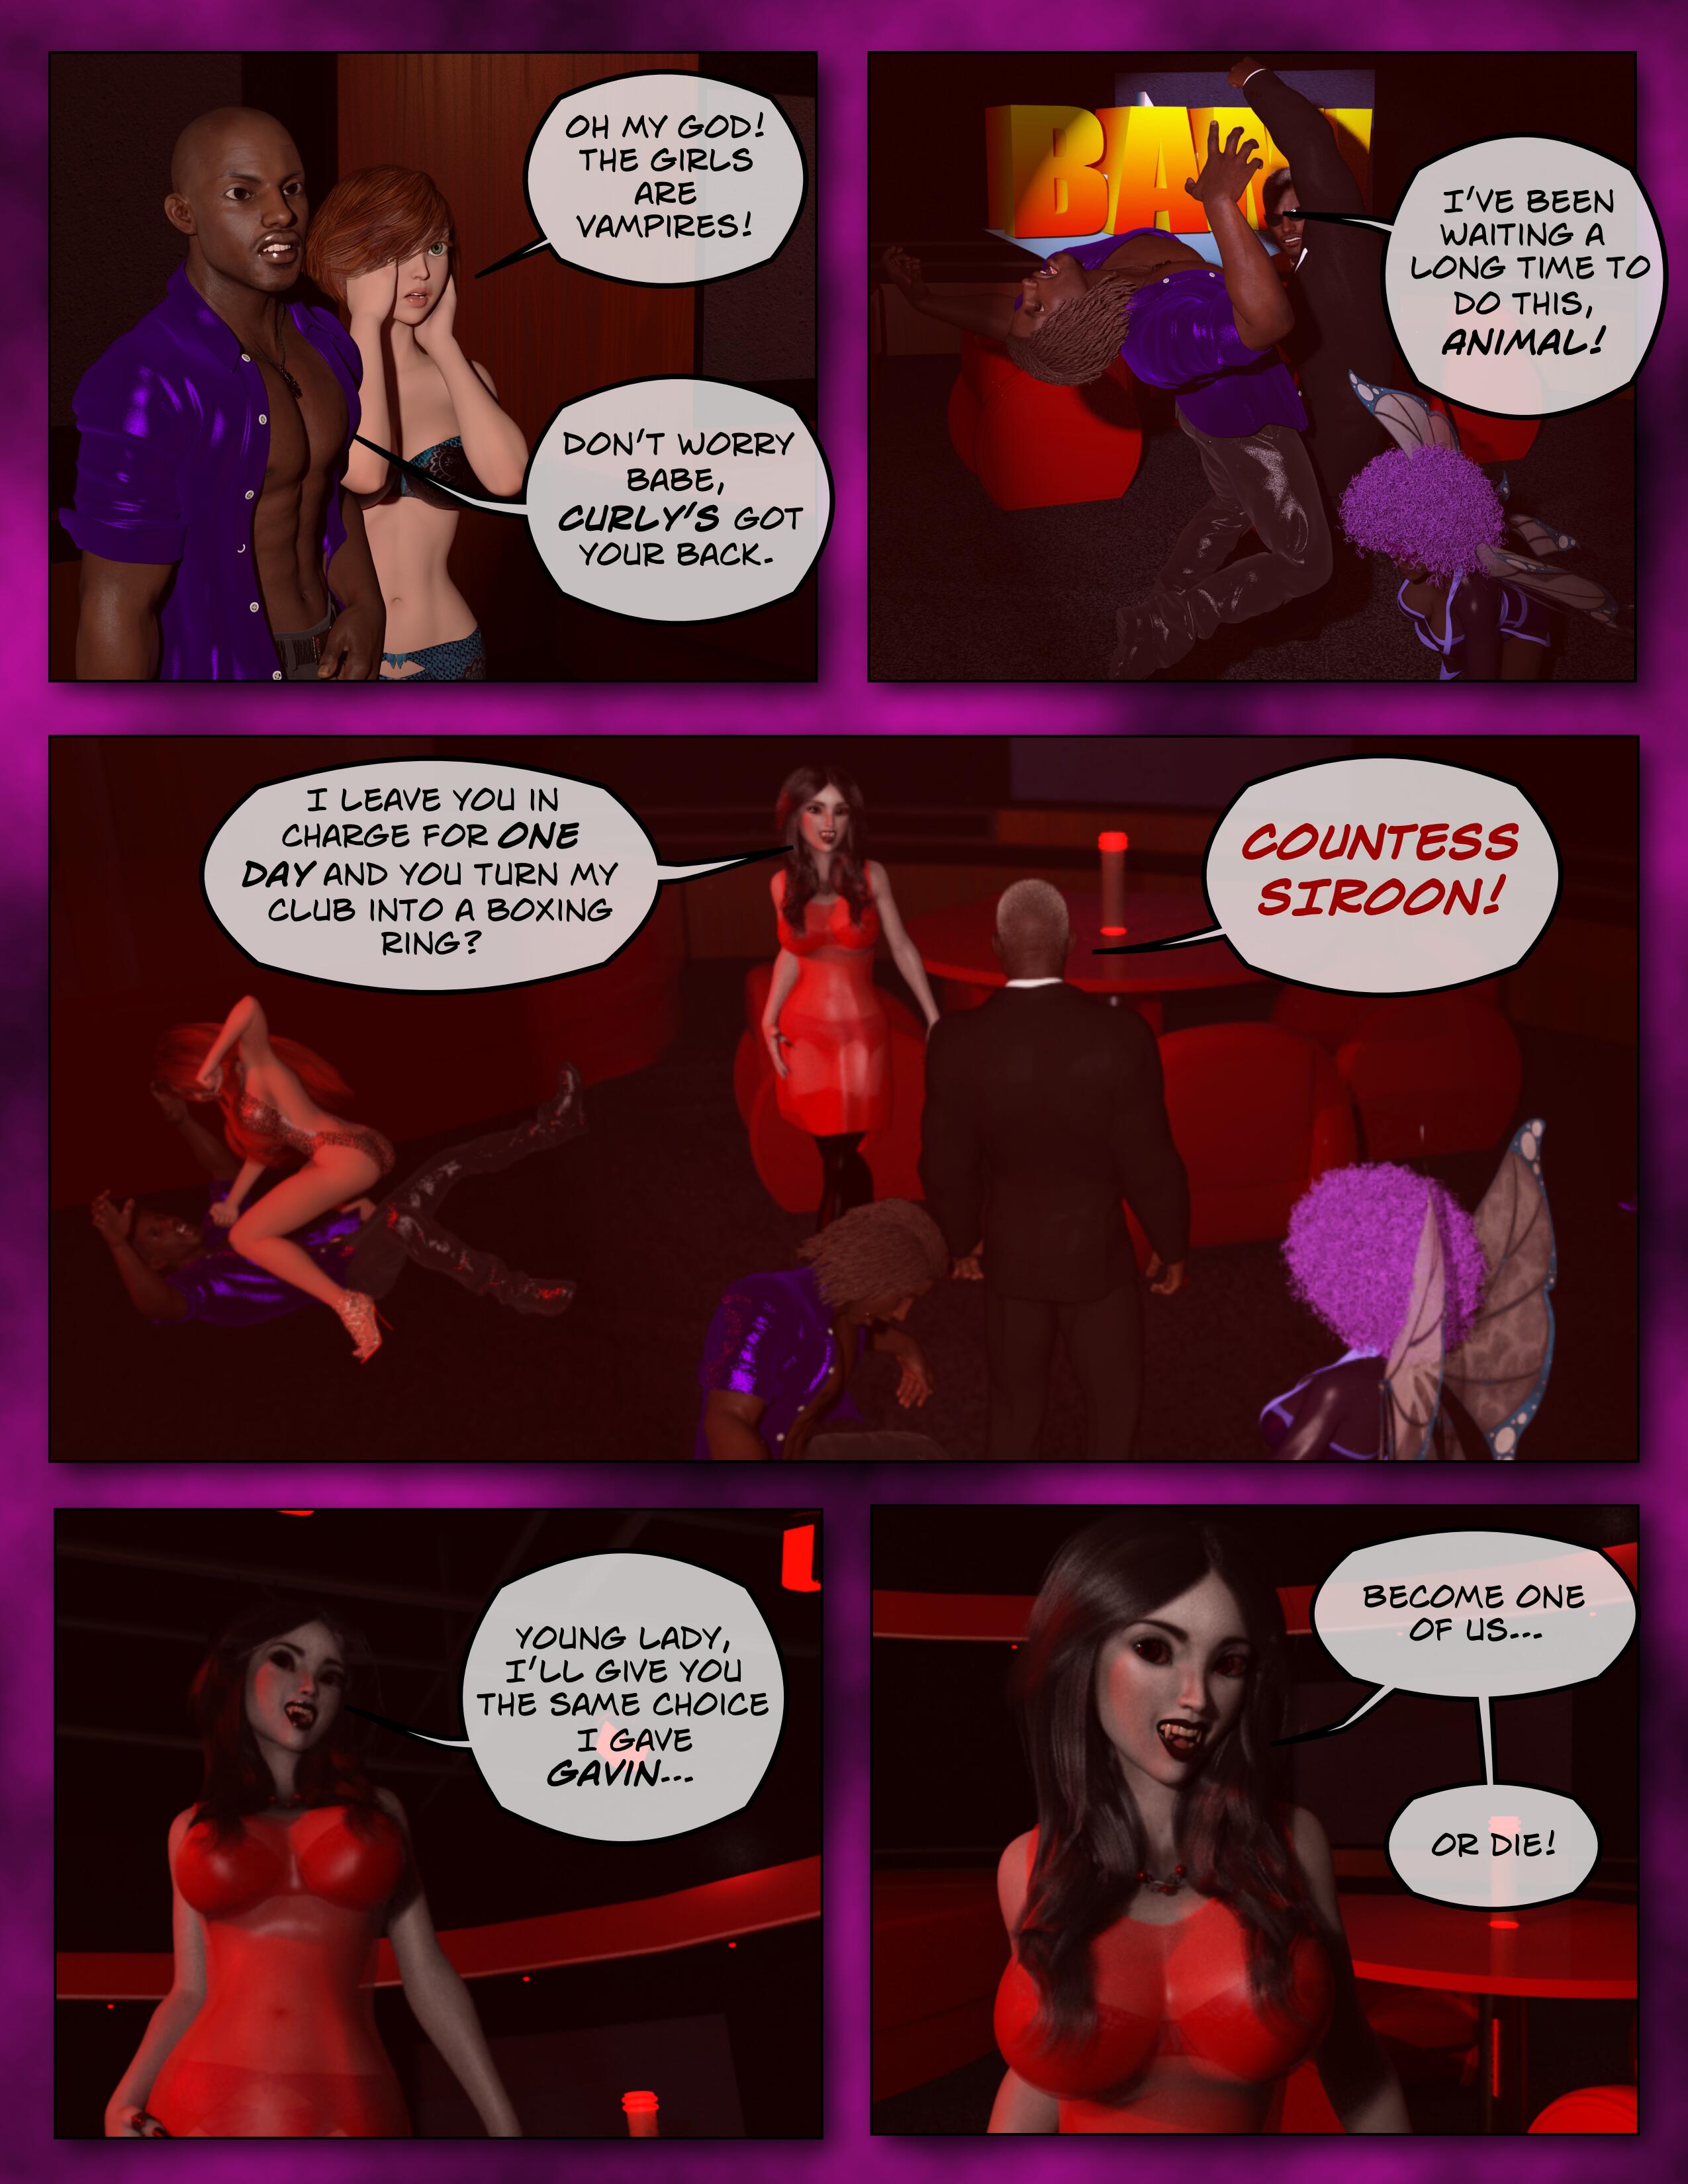 OH MY GOD!
THE GIRLS
ARE
VAMPIRES!
DON'T WORRY
BABE,
CURLY'S GOT
YOUR BACK.
BAM
I'VE BEEN
WAITING A
LONG TIME TO
DO THIS,
ANIMAL!
I LEAVE YOU IN
CHARGE FOR ONE
DAY AND YOU TURN MY
CLUB INTO A BOXING
RING?
COUNTESS
SIROON!
YOUNG LADY,
I'LL GIVE YOU
THE SAME CHOICE
I GAVE
GAVIN...
BECOME ONE
OF US...
OR DIE!